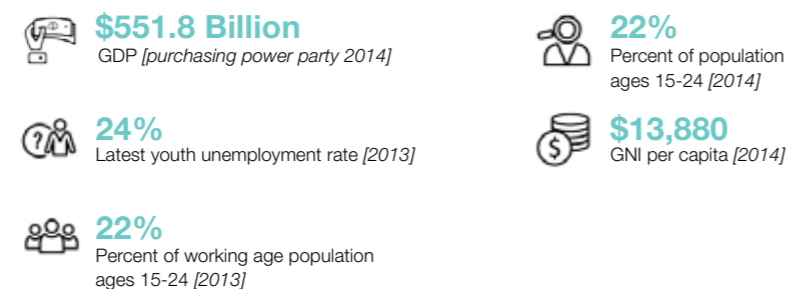 $551.8 Billion
GDP [purchasing power party 2014]
24%
Latest youth unemployment rate [2013]
22%
Percent of working age population
ages 15-24 [2013]
22%
Percent of population
ages 15-24 [2014]
$13,880
GNI per capita [2014]